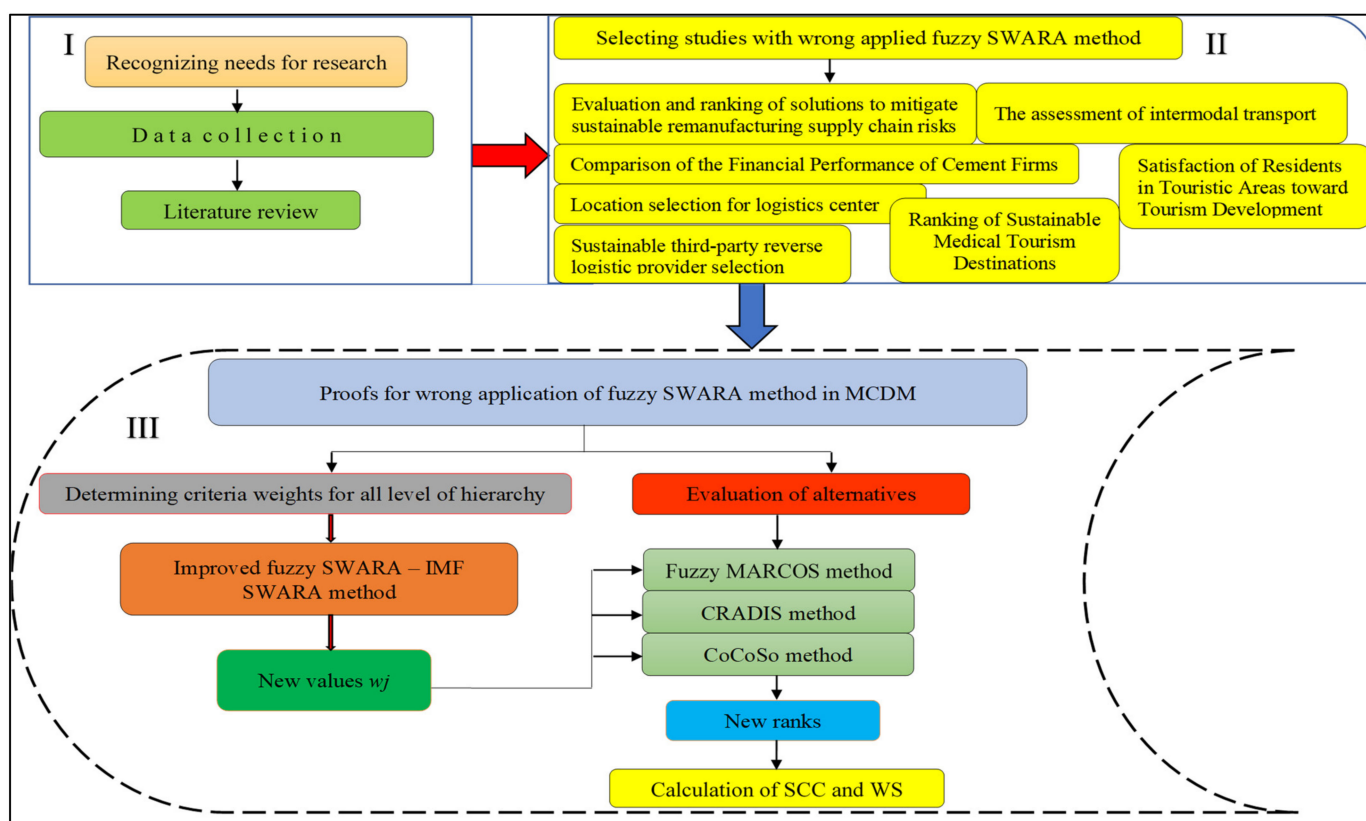 I
Recognizing needs for research
Data collection
Literature review
II
Selecting studies with wrong applied fuzzy SWARA method
Evaluation and ranking of solutions to mitigate
sustainable remanufacturing supply chain risks
The assessment of intermodal transport
Comparison of the Financial Performance of Cement Firms
Satisfaction of Residents
in Touristic Areas toward
Tourism Development
Location selection for logistics center
Ranking of Sustainable
Medical Tourism
Destinations
Sustainable third-party reverse
logistic provider selection
III
Proofs for wrong application of fuzzy SWARA method in MCDM
Determining criteria weights for all level of hierarchy
Evaluation of alternatives
Improved fuzzy SWARA – IMF
SWARA method
Fuzzy MARCOS method
CRADIS method
CoCoSo method
New values wj
New ranks
Calculation of SCC and WS